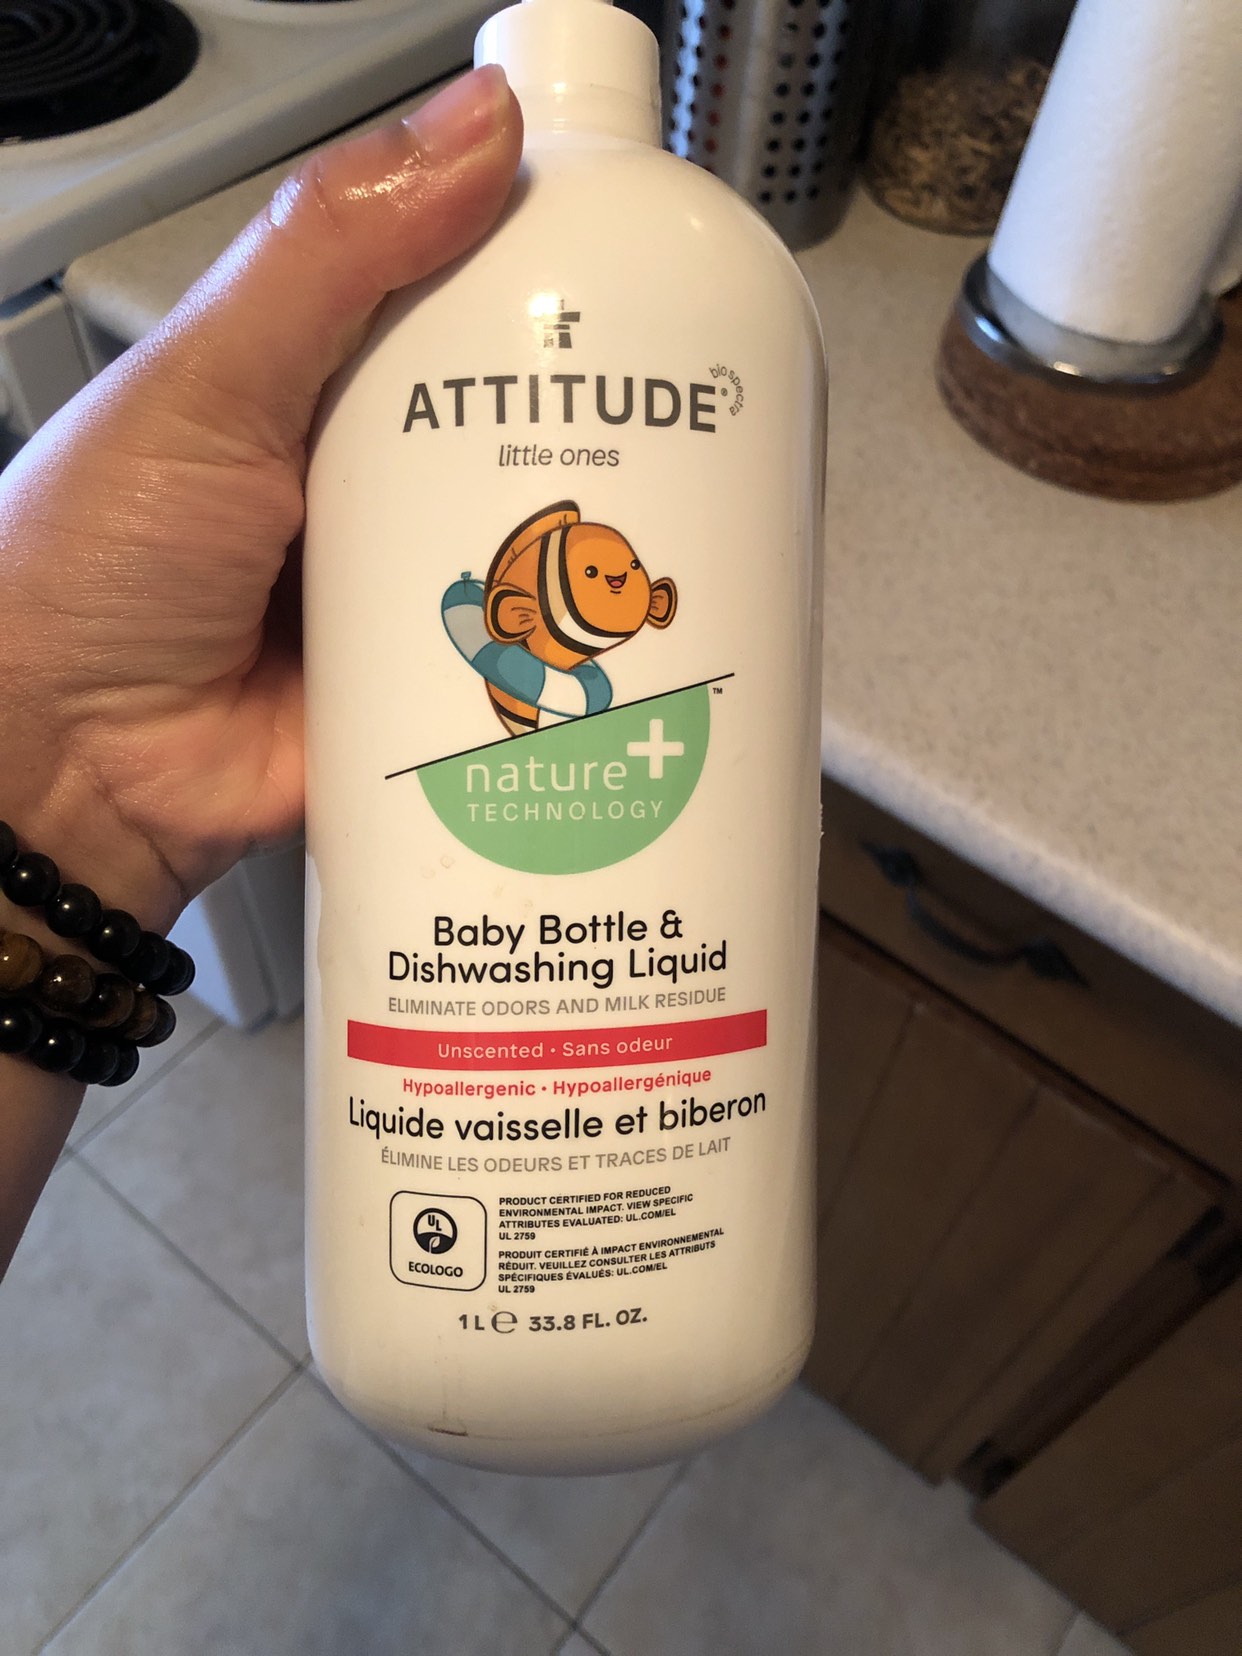 ATTITUDE®
bio spectra
little ones
nature+
TECHNOLOGY
TM
Baby Bottle &
Dishwashing Liquid
ELIMINATE ODORS AND MILK RESIDUE
Unscented • Sans odeur
Hypoallergenic • Hypoallergénique
Liquide vaisselle et biberon
ÉLIMINE LES ODEURS ET TRACES DE LAIT
UL
ECOLOGO
PRODUCT CERTIFIED FOR REDUCED
ENVIRONMENTAL IMPACT. VIEW SPECIFIC
ATTRIBUTES EVALUATED: UL.COM/EL
UL 2759
PRODUIT CERTIFIÉ À IMPACT ENVIRONNEMENTAL
RÉDUIT. VEUILLEZ CONSULTER LES ATTRIBUTS
SPÉCIFIQUES ÉVALUÉS: UL.COM/EL
UL 2759
1 L ℮ 33.8 FL. OZ.